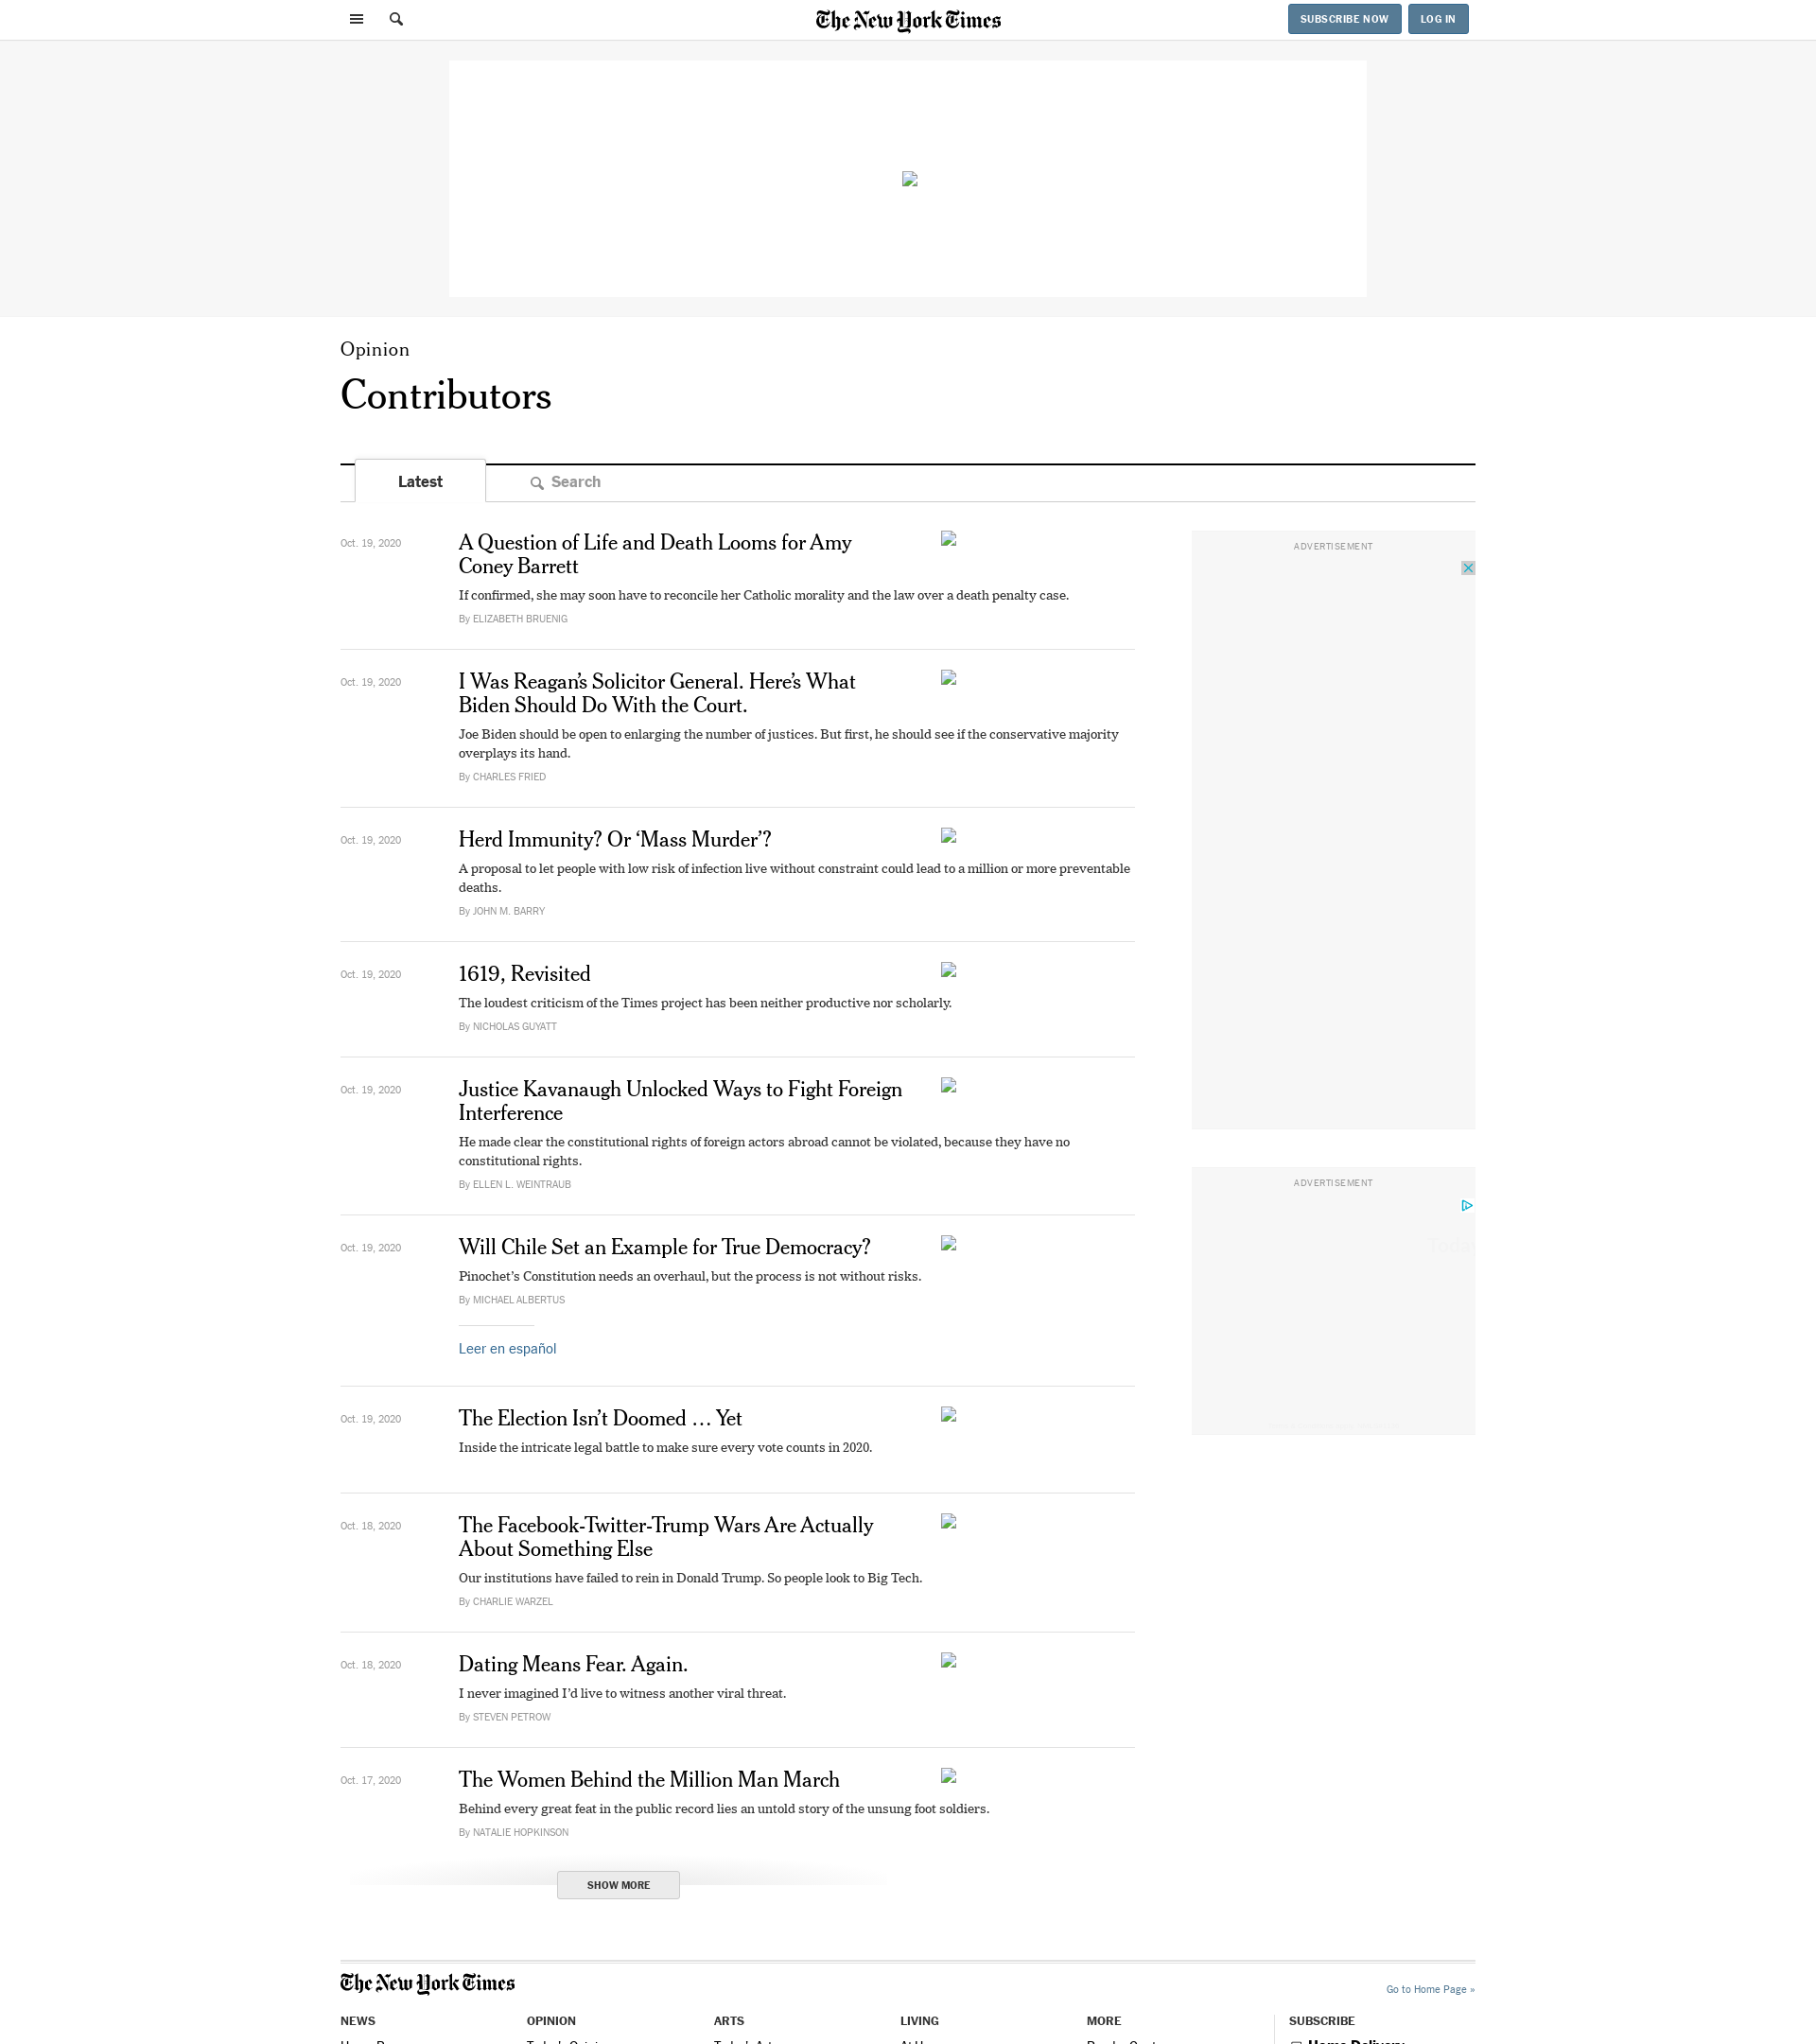 The New York Times
SUBSCRIBE NOW
LOG IN
Opinion
Contributors
Latest
Search
Oct. 19, 2020
A Question of Life and Death Looms for Amy
Coney Barrett
If confirmed, she may soon have to reconcile her Catholic morality and the law over a death penalty case.
By ELIZABETH BRUENIG
Oct. 19, 2020
I Was Reagan’s Solicitor General. Here’s What
Biden Should Do With the Court.
Joe Biden should be open to enlarging the number of justices. But first, he should see if the conservative majority
overplays its hand.
By CHARLES FRIED
Oct. 19, 2020
Herd Immunity? Or ‘Mass Murder’?
A proposal to let people with low risk of infection live without constraint could lead to a million or more preventable
deaths.
By JOHN M. BARRY
Oct. 19, 2020
1619, Revisited
The loudest criticism of the Times project has been neither productive nor scholarly.
By NICHOLAS GUYATT
Oct. 19, 2020
Justice Kavanaugh Unlocked Ways to Fight Foreign
Interference
He made clear the constitutional rights of foreign actors abroad cannot be violated, because they have no
constitutional rights.
By ELLEN L. WEINTRAUB
Oct. 19, 2020
Will Chile Set an Example for True Democracy?
Pinochet’s Constitution needs an overhaul, but the process is not without risks.
By MICHAEL ALBERTUS
Leer en español
Oct. 19, 2020
The Election Isn’t Doomed … Yet
Inside the intricate legal battle to make sure every vote counts in 2020.
Oct. 18, 2020
The Facebook-Twitter-Trump Wars Are Actually
About Something Else
Our institutions have failed to rein in Donald Trump. So people look to Big Tech.
By CHARLIE WARZEL
Oct. 18, 2020
Dating Means Fear. Again.
I never imagined I’d live to witness another viral threat.
By STEVEN PETROW
Oct. 17, 2020
The Women Behind the Million Man March
Behind every great feat in the public record lies an untold story of the unsung foot soldiers.
By NATALIE HOPKINSON
SHOW MORE
ADVERTISEMENT
ADVERTISEMENT
The New York Times
Go to Home Page »
NEWS
OPINION
ARTS
LIVING
MORE
SUBSCRIBE
Home Delivery